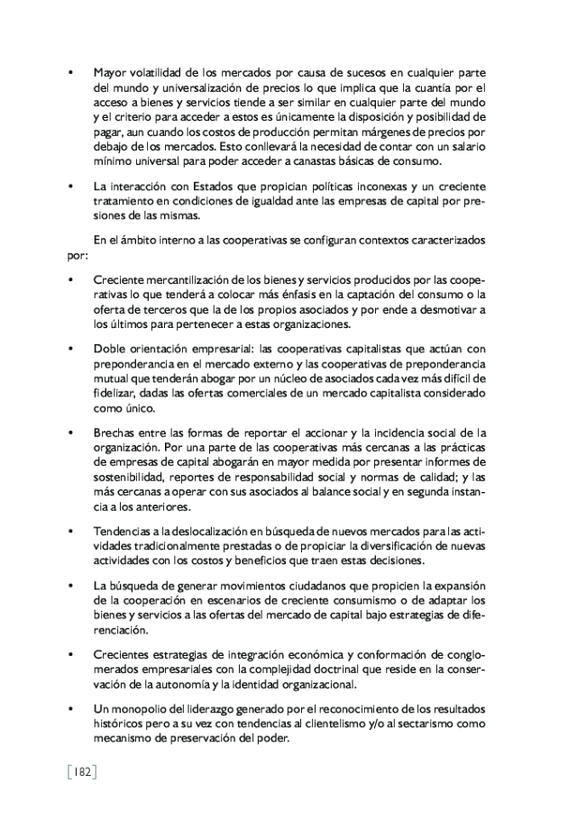 • Mayor volatilidad de los mercados por causa de sucesos en cualquier parte
del mundo y universalización de precios lo que implica que la cuantía por el
acceso a bienes y servicios tiende a ser similar en cualquier parte del mundo
y el criterio para acceder a estos es únicamente la disposición y posibilidad de
pagar, aun cuando los costos de producción permitan márgenes de precios por
debajo de los mercados. Esto conllevará la necesidad de contar con un salario
mínimo universal para poder acceder a canastas básicas de consumo.
• La interacción con Estados que propician políticas inconexas y un creciente
tratamiento en condiciones de igualdad ante las empresas de capital por pre-
siones de las mismas.
En el ámbito interno a las cooperativas se configuran contextos caracterizados
por:
• Creciente mercantilización de los bienes y servicios producidos por las coope-
rativas lo que tenderá a colocar más énfasis en la captación del consumo o la
oferta de terceros que la de los propios asociados y por ende a desmotivar a
los últimos para pertenecer a estas organizaciones.
• Doble orientación empresarial: las cooperativas capitalistas que actúan con
preponderancia en el mercado externo y las cooperativas de preponderancia
mutual que tenderán abogar por un núcleo de asociados cada vez más difícil de
fidelizar, dadas las ofertas comerciales de un mercado capitalista considerado
como único.
• Brechas entre las formas de reportar el accionar y la incidencia social de la
organización. Por una parte de las cooperativas más cercanas a las prácticas
de empresas de capital abogarán en mayor medida por presentar informes de
sostenibilidad, reportes de responsabilidad social y normas de calidad; y las
más cercanas a operar con sus asociados al balance social y en segunda instan-
cia a los anteriores.
• Tendencias a la deslocalización en búsqueda de nuevos mercados para las acti-
vidades tradicionalmente prestadas o de propiciar la diversificación de nuevas
actividades con los costos y beneficios que traen estas decisiones.
• La búsqueda de generar movimientos ciudadanos que propicien la expansión
de la cooperación en escenarios de creciente consumismo o de adaptar los
bienes y servicios a las ofertas del mercado de capital bajo estrategias de dife-
renciación.
• Crecientes estrategias de integración económica y conformación de conglo-
merados empresariales con la complejidad doctrinal que reside en la conser-
vación de la autonomía y la identidad organizacional.
• Un monopolio del liderazgo generado por el reconocimiento de los resultados
históricos pero a su vez con tendencias al clientelismo y/o al sectarismo como
mecanismo de preservación del poder.
[182]